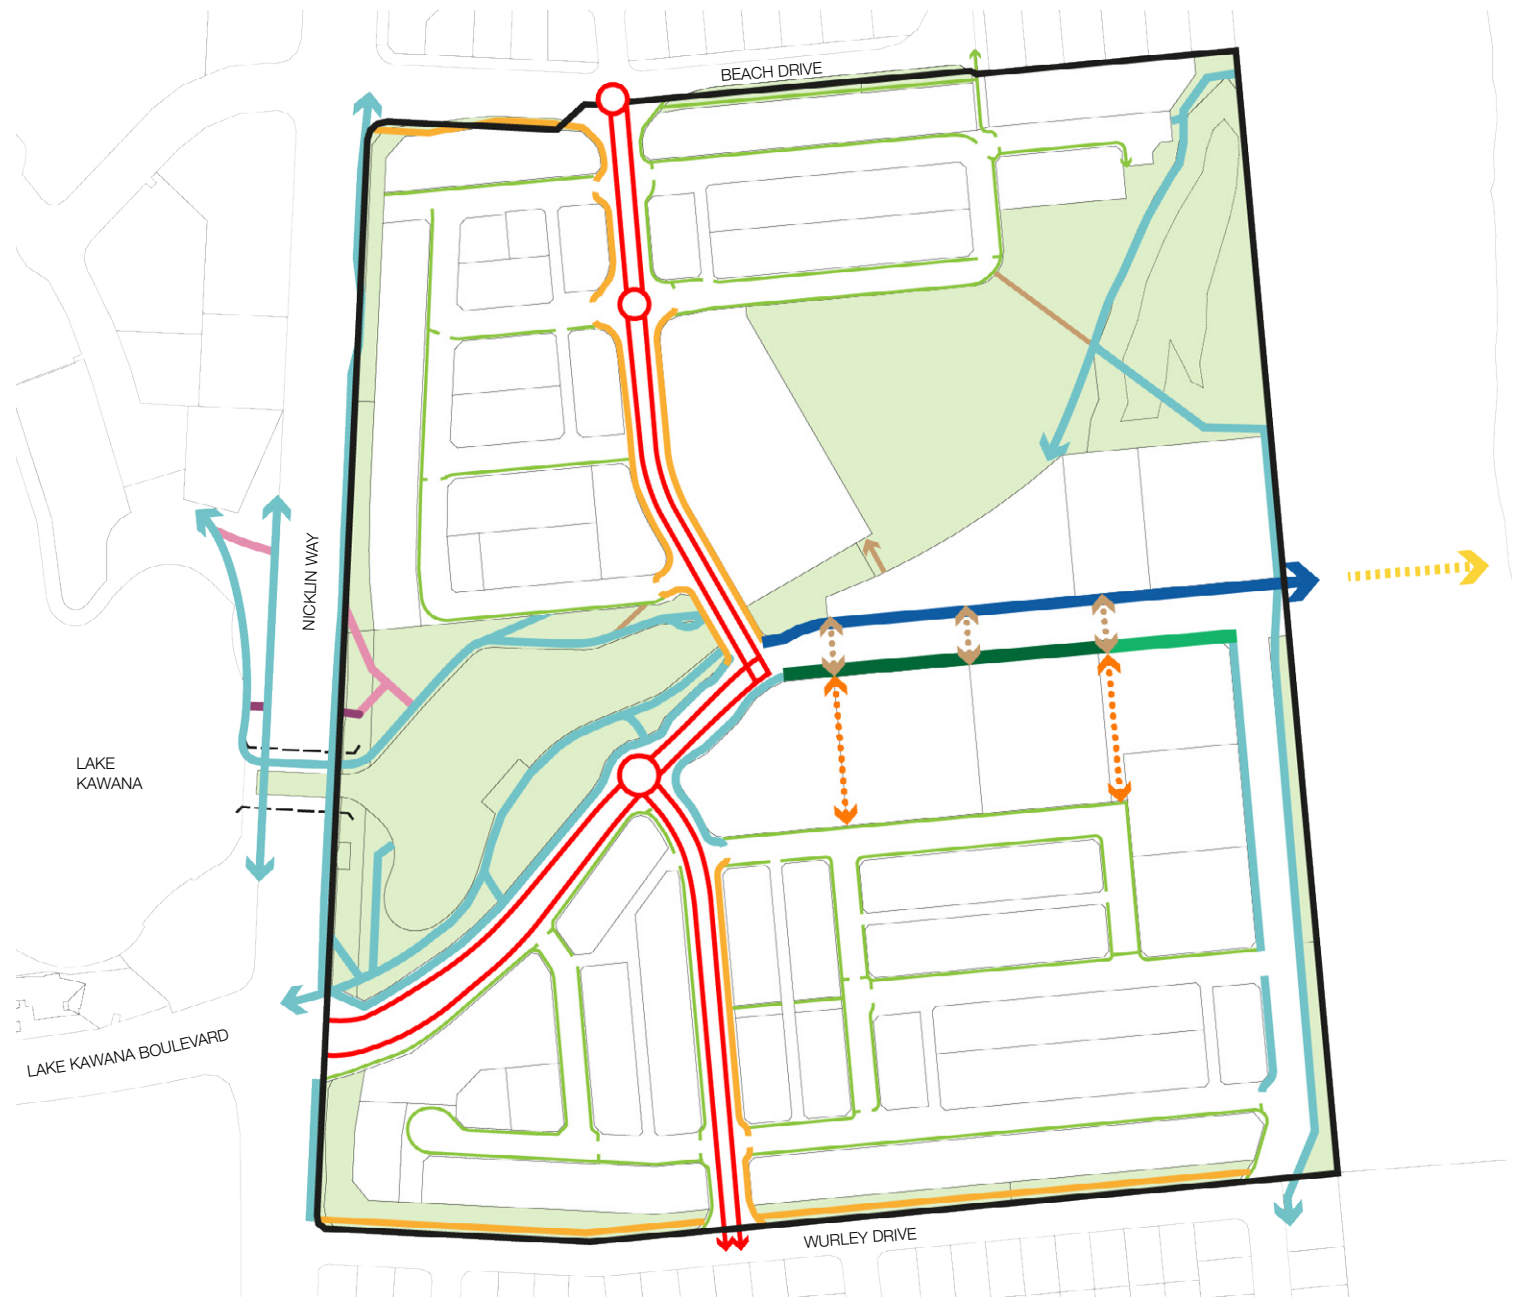 BEACH DRIVE
NICKLIN WAY
LAKE
KAWANA
LAKE KAWANA BOULEVARD
WURLEY DRIVE